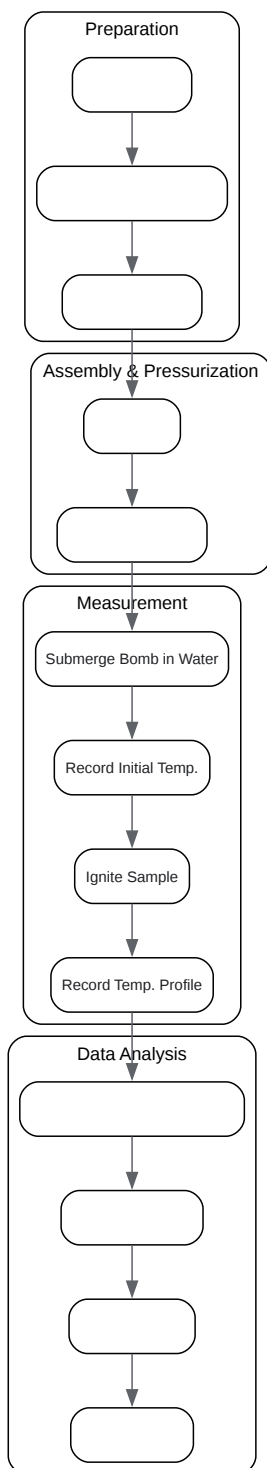 Preparation
Assembly & Pressurization
Measurement
Submerge Bomb in Water
Record Initial Temp.
Ignite Sample
Record Temp. Profile
Data Analysis